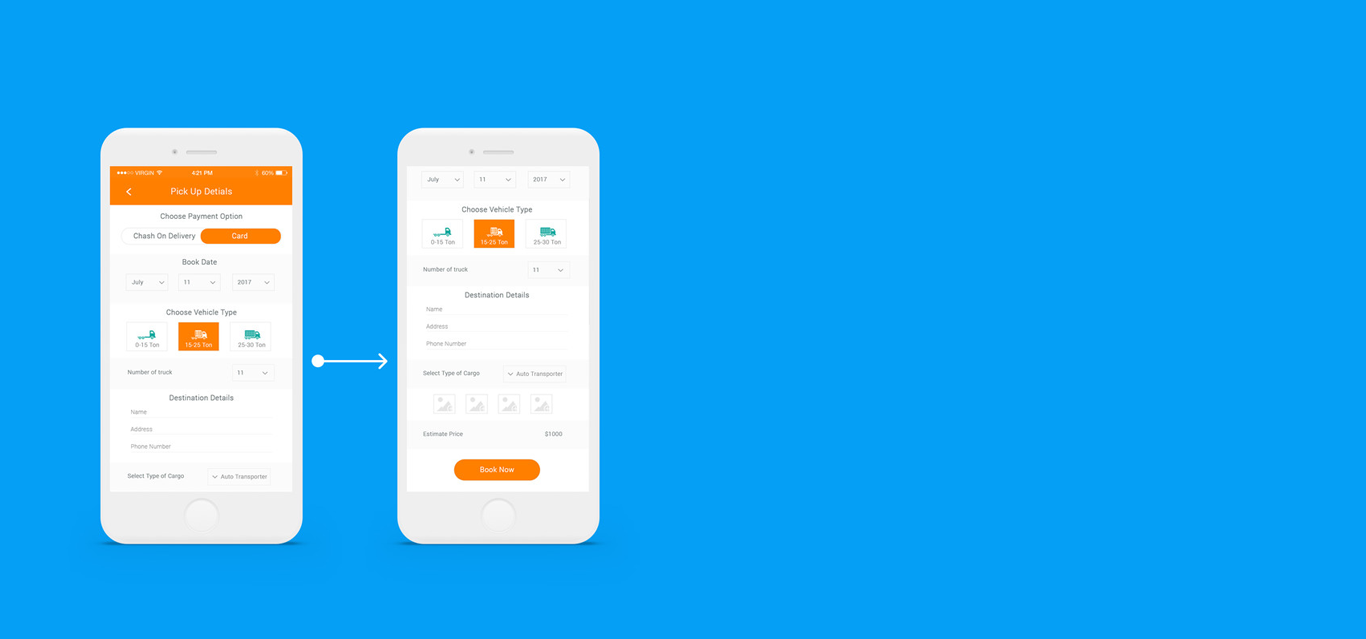 VIRGIN 4:21 PM 60%
Pick Up Detials
Choose Payment Option
Chash On Delivery Card
Book Date
July 11 2017
Choose Vehicle Type
0-15 Ton 15-25 Ton 25-30 Ton
Number of truck 11
Destination Details
Name
Address
Phone Number
Select Type of Cargo Auto Transporter
July 11 2017
Choose Vehicle Type
0-15 Ton 15-25 Ton 25-30 Ton
Number of truck 11
Destination Details
Name
Address
Phone Number
Select Type of Cargo Auto Transporter
Estimate Price $1000
Book Now